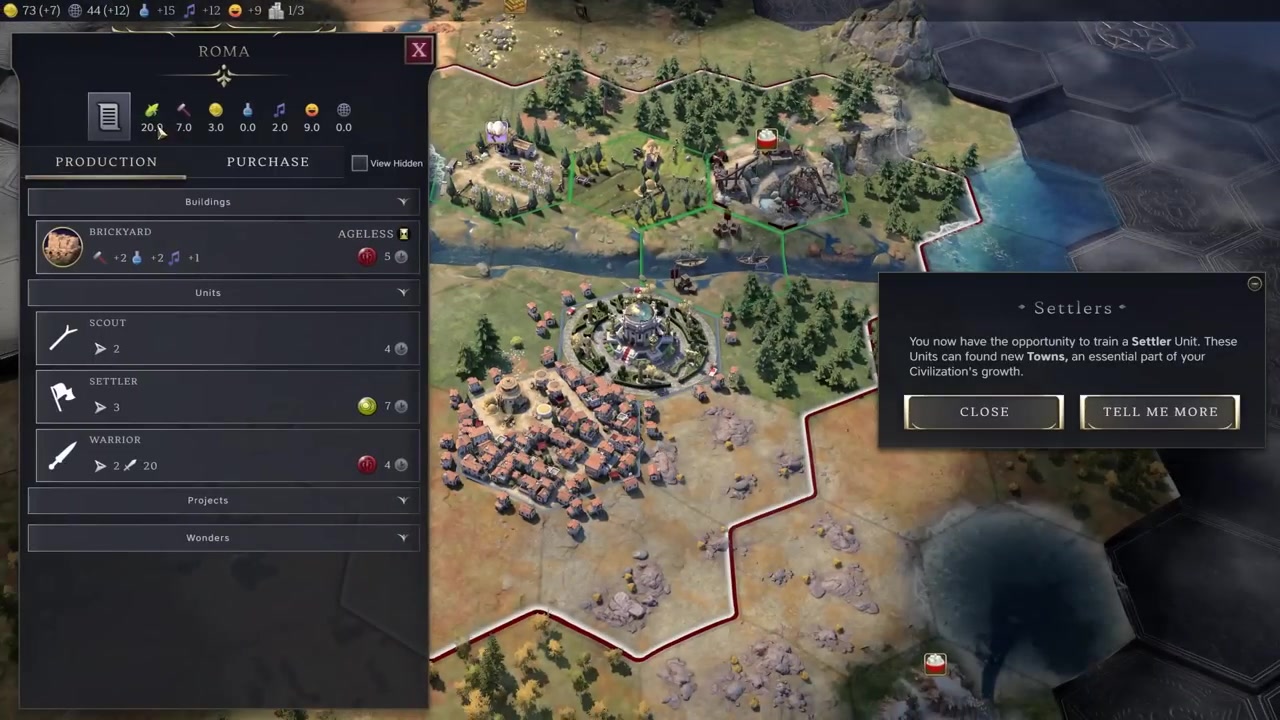 73 (+7) 44 (+12) +15 +12 +9 1/3
ROMA
X
20.0 7.0 3.0 0.0 2.0 9.0 0.0
PRODUCTION PURCHASE View Hidden
Buildings
BRICKYARD AGELESS
+2 +2 +1 5
Units
SCOUT
2 4
SETTLER
3 7
WARRIOR
2 20 4
Projects
Wonders
Settlers
You now have the opportunity to train a Settler Unit. These
Units can found new Towns, an essential part of your
Civilization's growth.
CLOSE TELL ME MORE